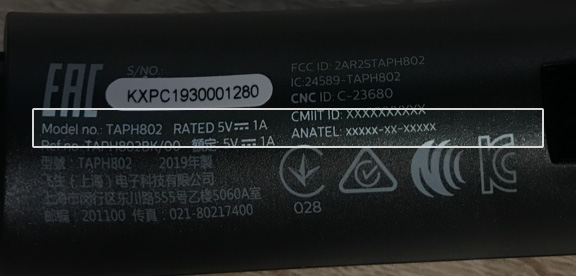 EAC
S/NO.:
KXPC1930001280
Model no.: TAPH802 RATED 5V⎓1A
Ref no.: TAPH802BK/00 额定: 5V⎓1A
型號: TAPH802 2019年製
飞生(上海)电子科技有限公司
上海市闵行区东川路555号乙楼5060A室
邮编: 201100 传真: 021-80217400
FCC ID: 2AR2STAPH802
IC:24589-TAPH802
CNC ID: C-23680
CMIIT ID: XXXXXXXXXX
ANATEL: xxxxx-xx-xxxxx
028